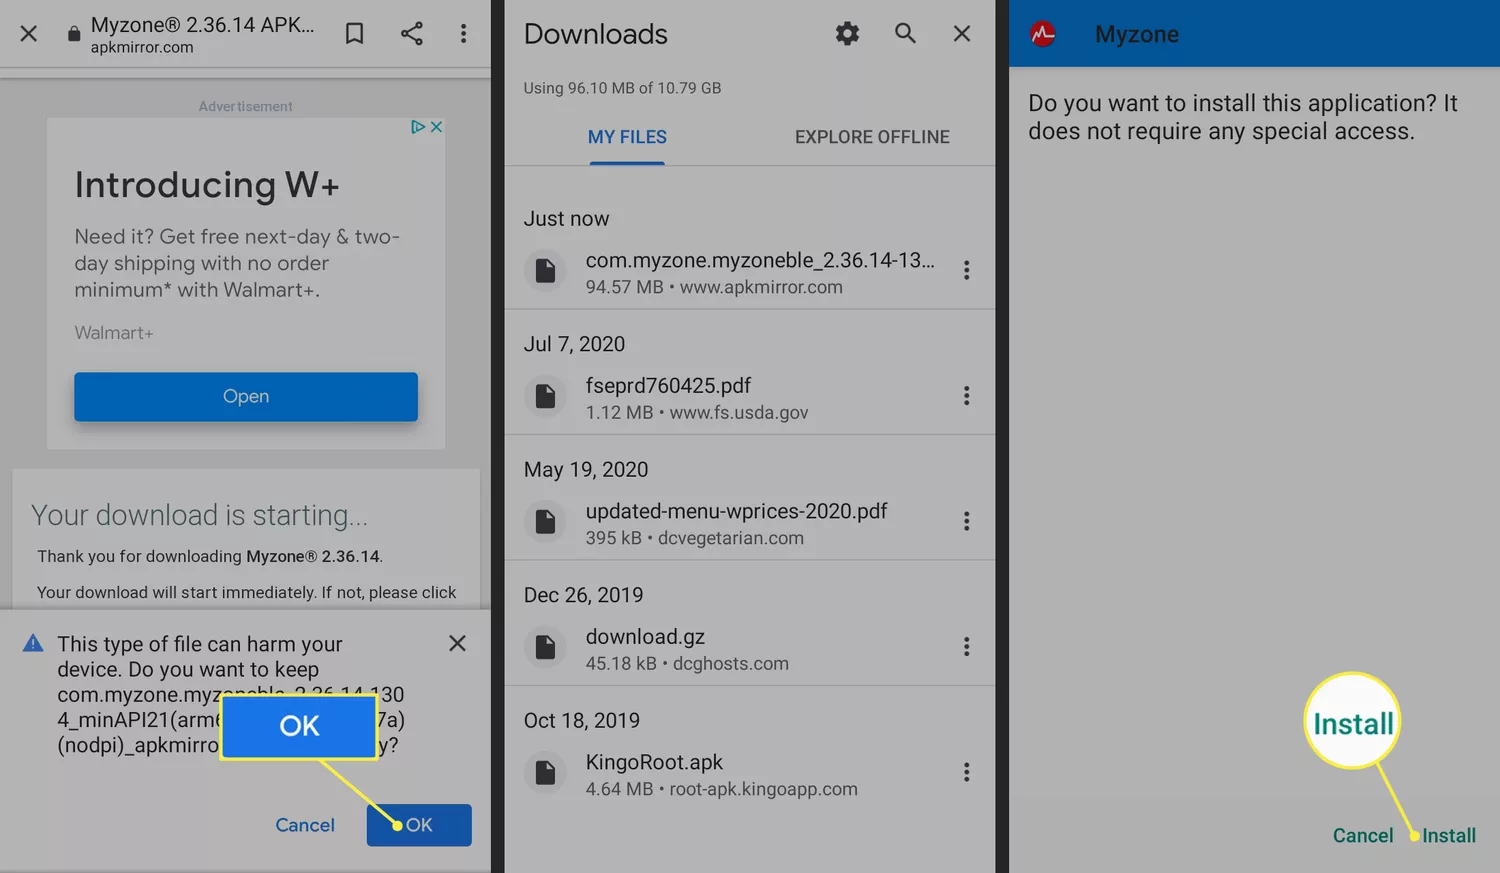 Myzone® 2.36.14 APK...
apkmirror.com
Advertisement
Introducing W+
Need it? Get free next-day & two-
day shipping with no order
minimum* with Walmart+.
Walmart+
Open
Your download is starting...
Thank you for downloading Myzone® 2.36.14.
Your download will start immediately. If not, please click
This type of file can harm your
device. Do you want to keep
com.myzone.myzoneble_2.36.14-130
4_minAPI21(arm 7a)
(nodpi)_apkmirro y?
OK
Cancel
OK
Downloads
Using 96.10 MB of 10.79 GB
MY FILES
EXPLORE OFFLINE
Just now
com.myzone.myzoneble_2.36.14-13...
94.57 MB • www.apkmirror.com
Jul 7, 2020
fseprd760425.pdf
1.12 MB • www.fs.usda.gov
May 19, 2020
updated-menu-wprices-2020.pdf
395 kB • dcvegetarian.com
Dec 26, 2019
download.gz
45.18 kB • dcghosts.com
Oct 18, 2019
KingoRoot.apk
4.64 MB • root-apk.kingoapp.com
Myzone
Do you want to install this application? It
does not require any special access.
Install
Cancel
Install